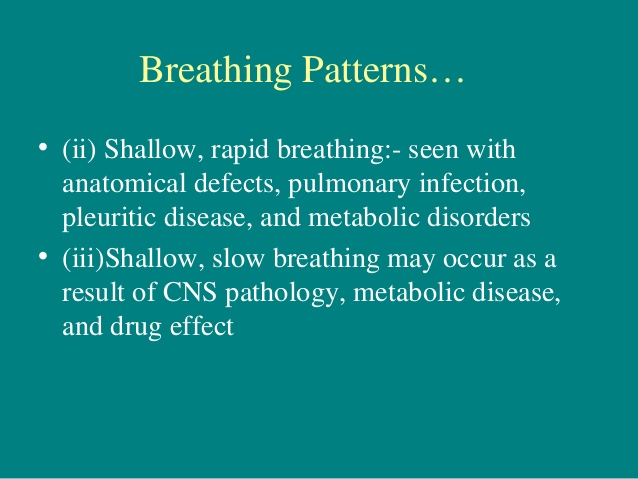 Breathing Patterns…
• (ii) Shallow, rapid breathing:- seen with
anatomical defects, pulmonary infection,
pleuritic disease, and metabolic disorders
• (iii)Shallow, slow breathing may occur as a
result of CNS pathology, metabolic disease,
and drug effect